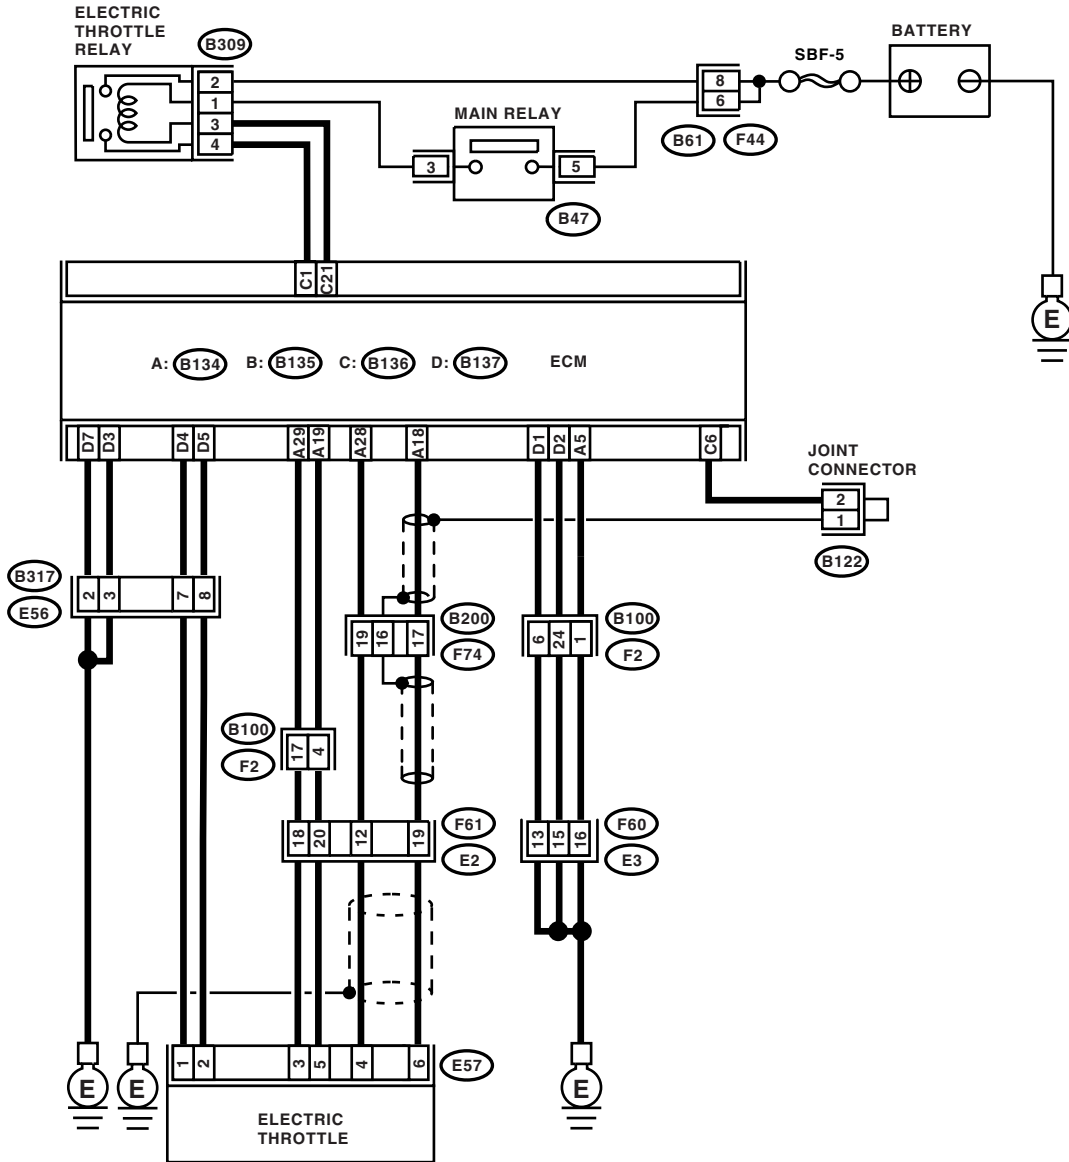 ELECTRIC
THROTTLE
RELAY
B309
2
1
3
4
MAIN RELAY
3
5
B47
8
6
B61
F44
SBF-5
BATTERY
E
C1
C21
A: B134 B: B135 C: B136 D: B137 ECM
D7
D3
D4
D5
A29
A19
A28
A18
D1
D2
A5
C6
JOINT
CONNECTOR
2
1
B122
B317
E56
2
3
7
8
19
16
17
B200
F74
6
24
1
B100
F2
B100
F2
17
4
18
20
12
19
F61
E2
13
15
16
F60
E3
E
E
1
2
3
5
4
6
E57
E
ELECTRIC
THROTTLE